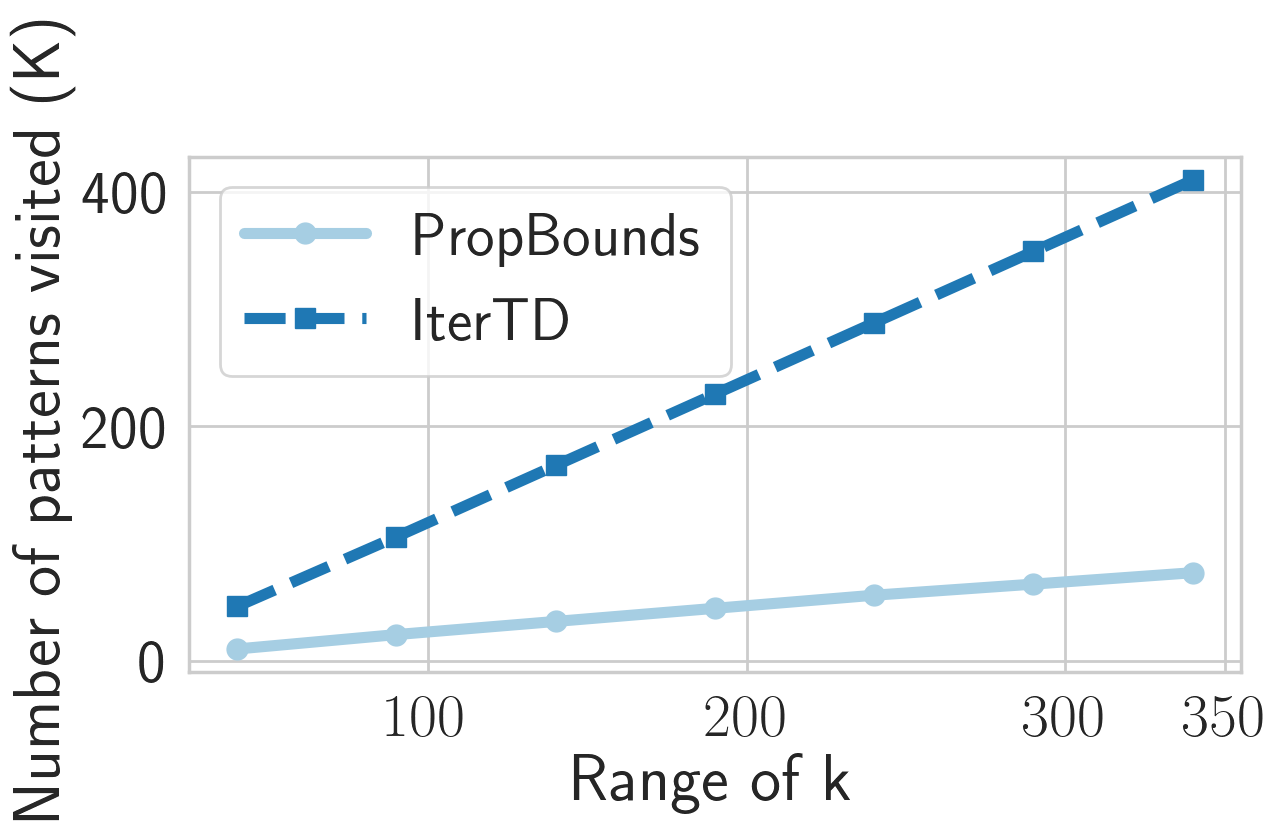 Number of patterns visited (K)
400
200
0
PropBounds
IterTD
100 200 300 350
Range of k